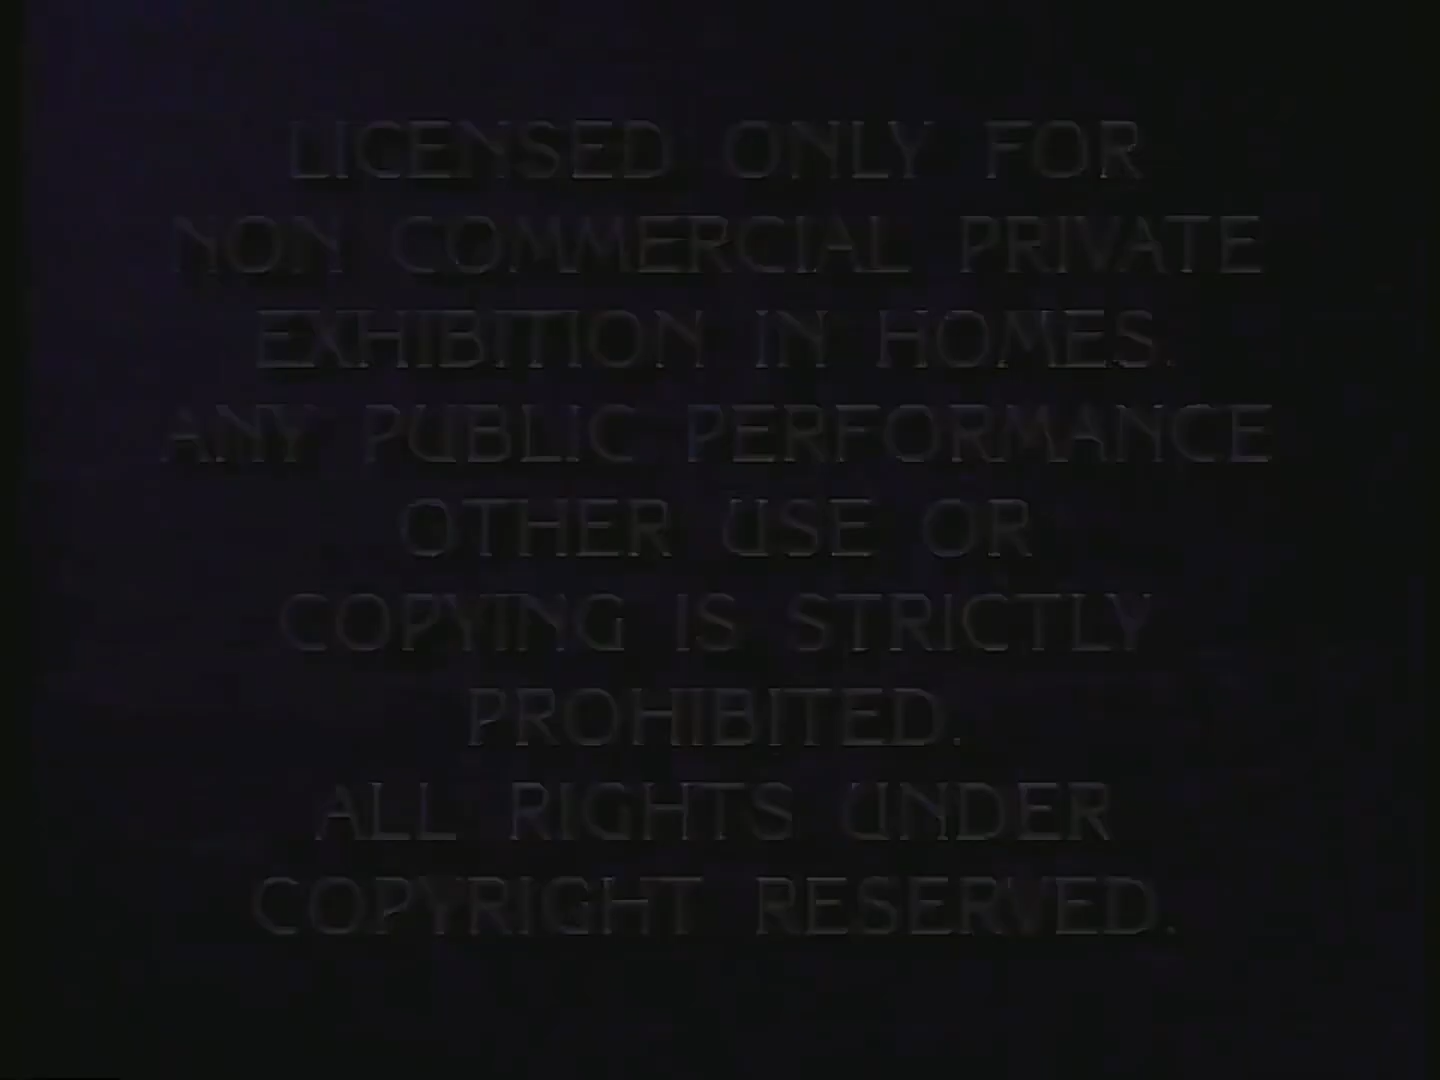 LICENSED ONLY FOR
NON COMMERCIAL PRIVATE
EXHIBITION IN HOMES.
ANY PUBLIC PERFORMANCE
OTHER USE OR
COPYING IS STRICTLY
PROHIBITED.
ALL RIGHTS UNDER
COPYRIGHT RESERVED.